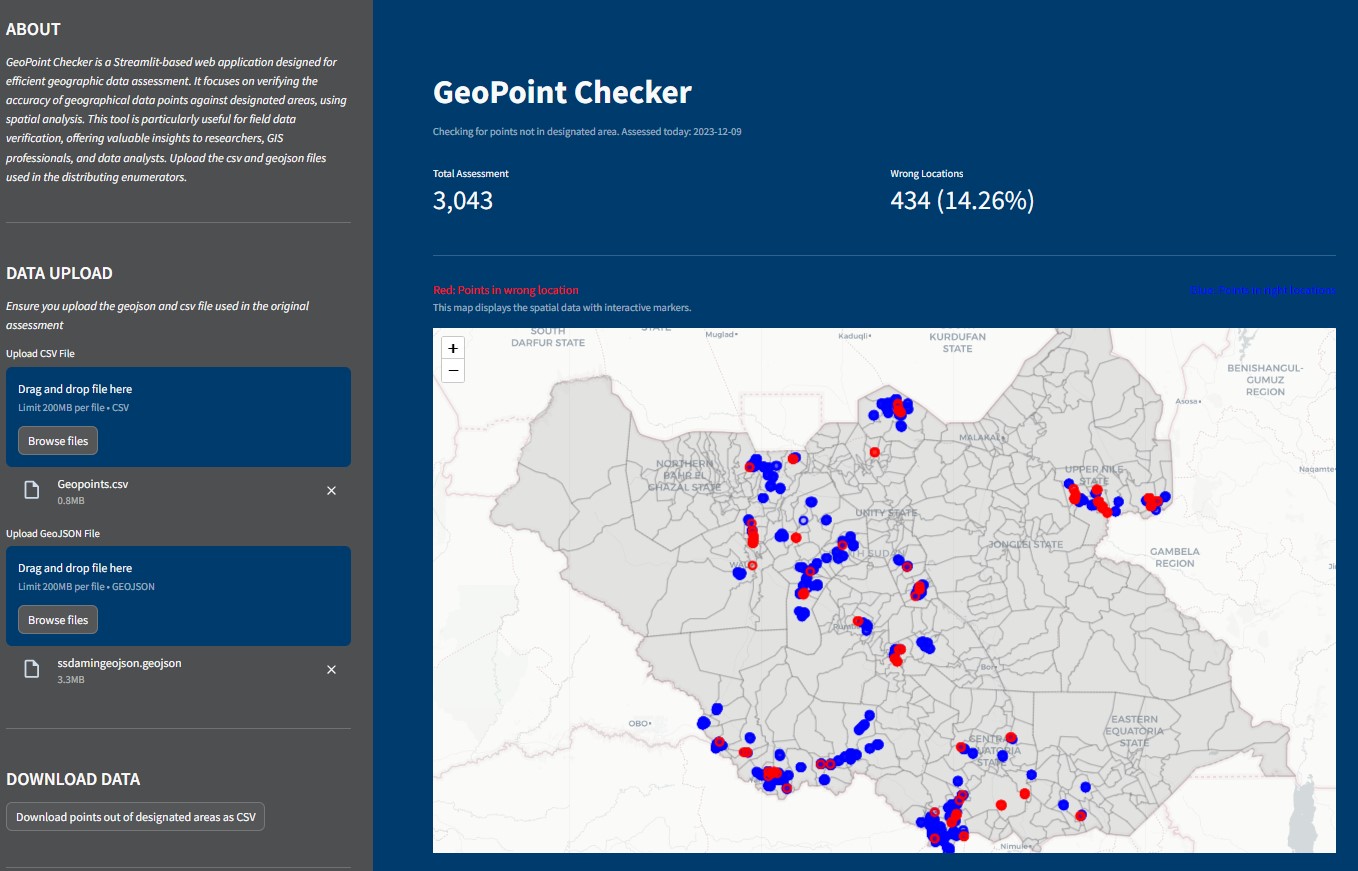 ABOUT
GeoPoint Checker is a Streamlit-based web application designed for
efficient geographic data assessment. It focuses on verifying the
accuracy of geographical data points against designated areas, using
spatial analysis. This tool is particularly useful for field data
verification, offering valuable insights to researchers, GIS
professionals, and data analysts. Upload the csv and geojson files
used in the distributing enumerators.
DATA UPLOAD
Ensure you upload the geojson and csv file used in the original
assessment
Upload CSV File
Drag and drop file here
Limit 200MB per file • CSV
Browse files
Geopoints.csv
0.8MB
Upload GeoJSON File
Drag and drop file here
Limit 200MB per file • GEOJSON
Browse files
ssdamingeojson.geojson
3.3MB
DOWNLOAD DATA
Download points out of designated areas as CSV
GeoPoint Checker
Checking for points not in designated area. Assessed today: 2023-12-09
Total Assessment
3,043
Wrong Locations
434 (14.26%)
Red: Points in wrong location
Blue: Points in right locations
This map displays the spatial data with interactive markers.
+
−
SOUTH
DARFUR STATE
STATE
Muglad
Kaduqli
KURDUFAN
STATE
BENISHANGUL-
GUMUZ
REGION
Asosa
MALAKAL
NORTHERN
BAHR EL
GHAZAL STATE
UPPER NILE
STATE
Naqamte
UNITY STATE
JONGLEI STATE
GAMBELA
REGION
Bor
OBO
EASTERN
EQUATORIA
STATE
CENTRAL
EQUATORIA
STATE
Nimule